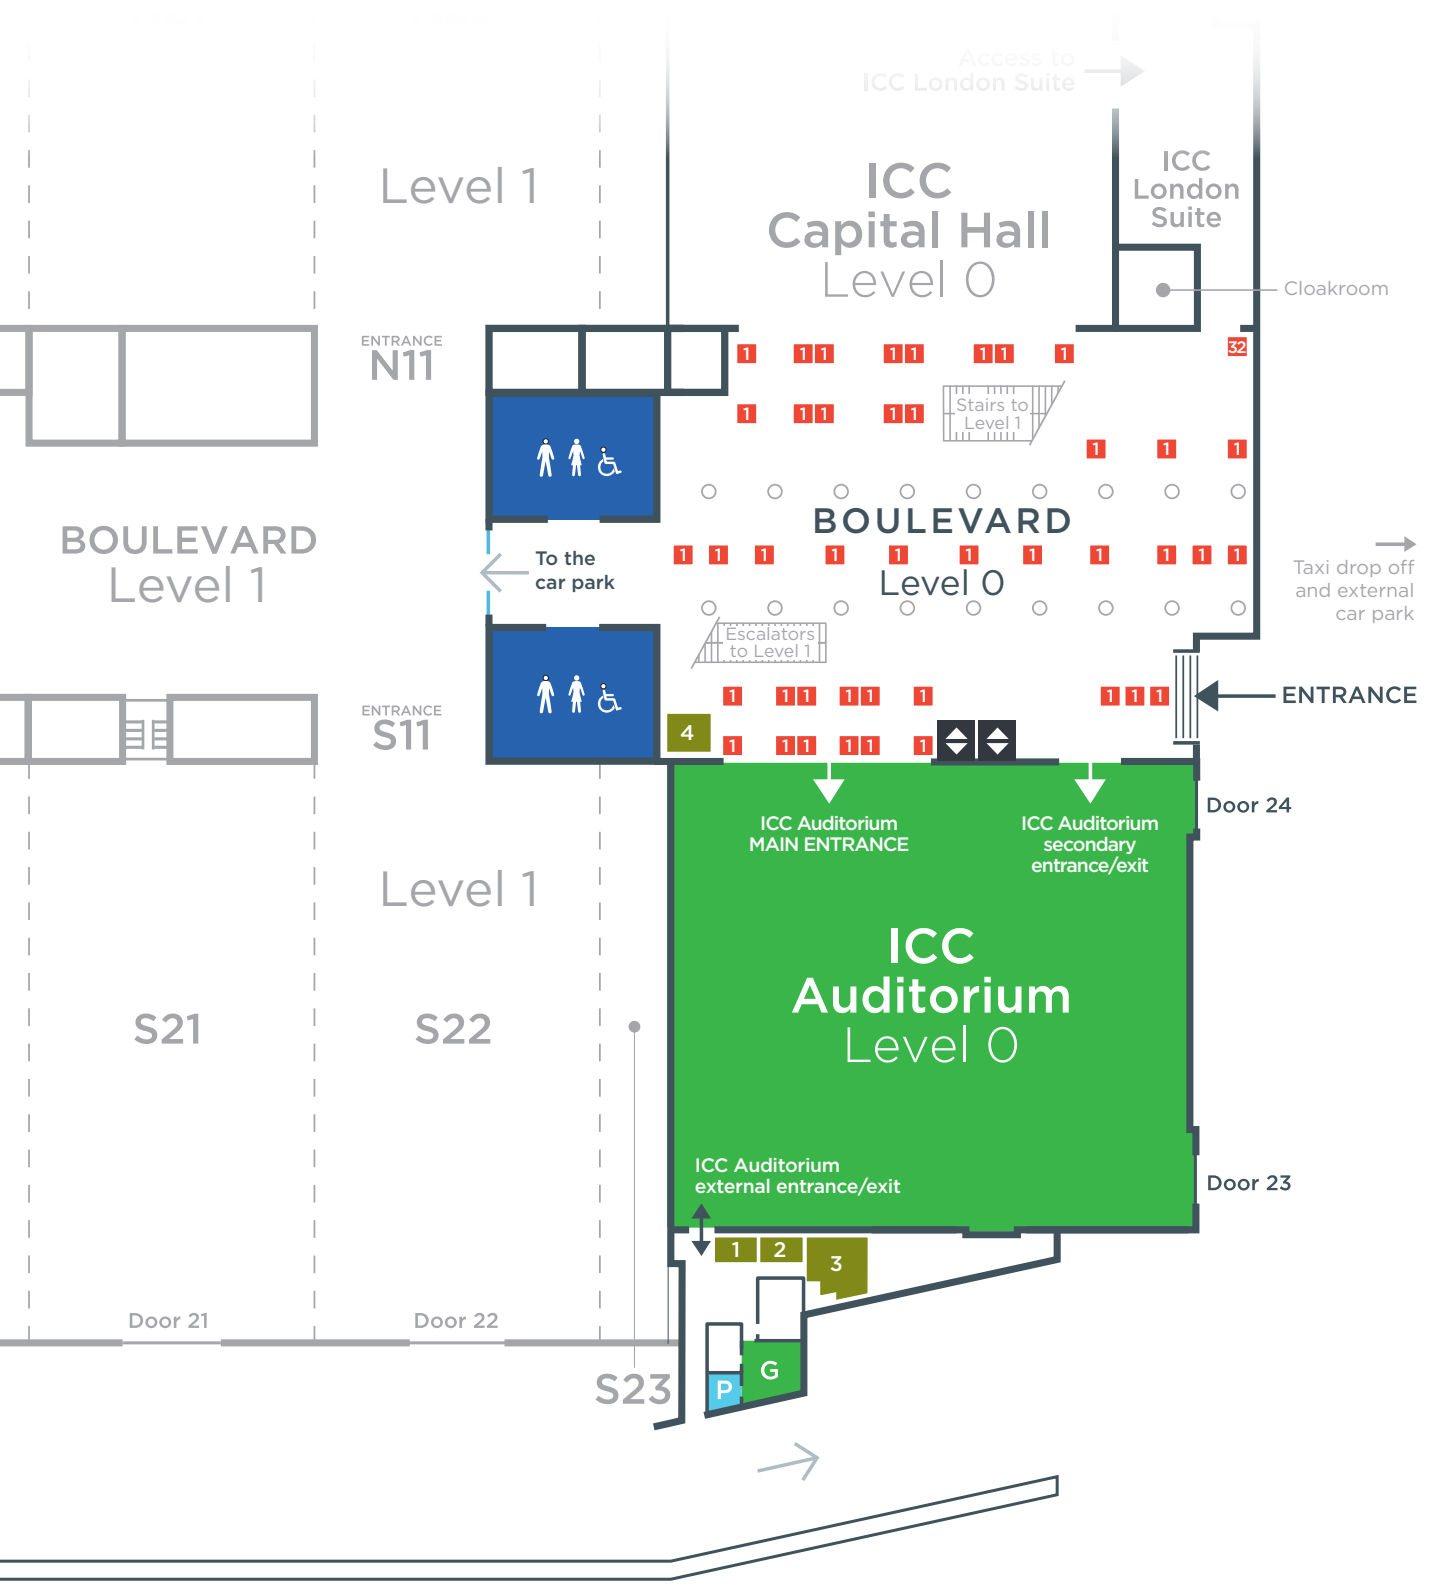 Access to
ICC London Suite
Level 1
ICC
Capital Hall
Level 0
ICC
London
Suite
Cloakroom
ENTRANCE
N11
1 1 1 1 1 1 1 1
32
1 1 1 1 1
Stairs to
Level 1
1 1 1
BOULEVARD
Level 1
BOULEVARD
Level 0
To the
car park
1 1 1 1 1 1 1 1 1 1 1
Taxi drop off
and external
car park
Escalators
to Level 1
ENTRANCE
S11
4
1 1 1 1 1 1
1 1 1
ENTRANCE
1 1 1 1 1 1
ICC Auditorium
MAIN ENTRANCE
ICC Auditorium
secondary
entrance/exit
Door 24
Level 1
ICC
Auditorium
Level 0
S21
S22
ICC Auditorium
external entrance/exit
Door 23
1
2
3
Door 21
Door 22
S23
P
G